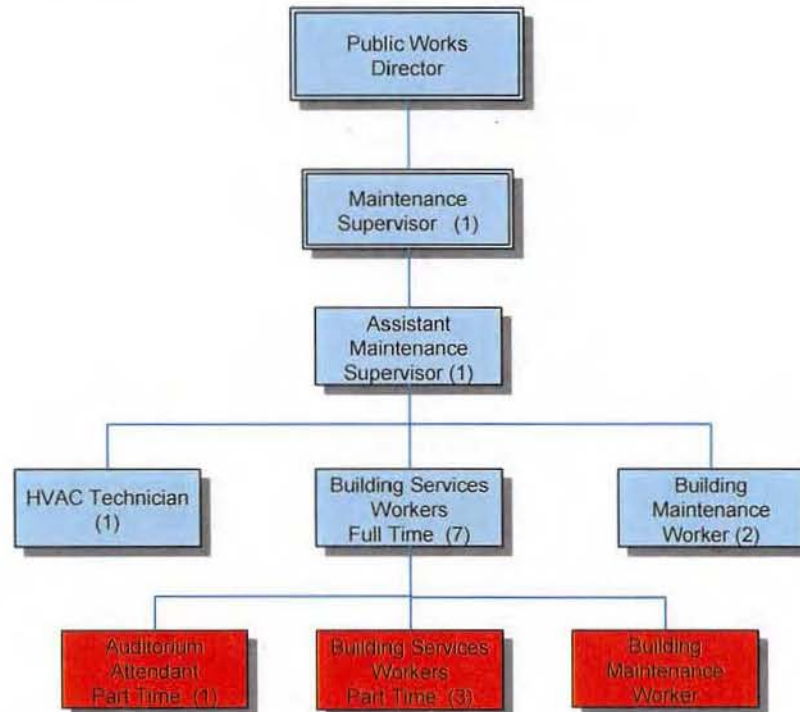 Public Works
Director
Maintenance
Supervisor (1)
Assistant
Maintenance
Supervisor (1)
HVAC Technician
(1)
Building Services
Workers
Full Time (7)
Building
Maintenance
Worker (2)
Auditorium
Attendant
Part Time (1)
Building Services
Workers
Part Time (3)
Building
Maintenance
Worker